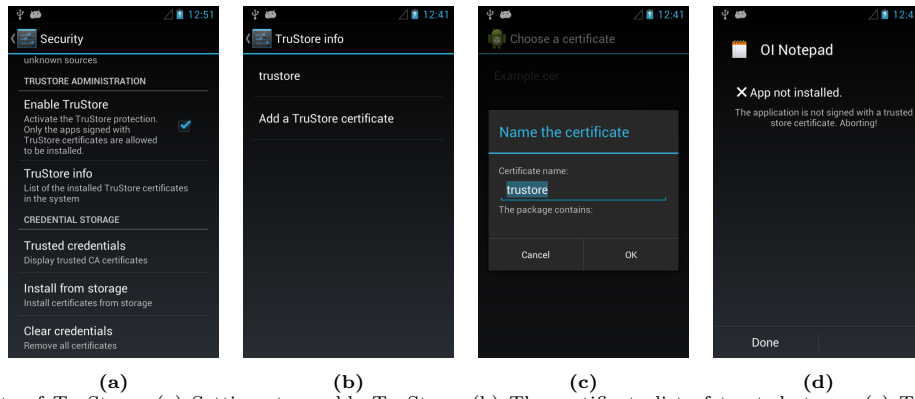 12:51
Security
unknown sources
TRUSTORE ADMINISTRATION
Enable TruStore
Activate the TruStore protection.
Only the apps signed with
TruStore certificates are allowed
to be installed.
TruStore info
List of the installed TruStore certificates
in the system
CREDENTIAL STORAGE
Trusted credentials
Display trusted CA certificates
Install from storage
Install certificates from storage
Clear credentials
Remove all certificates
(a)
12:41
TruStore info
trustore
Add a TruStore certificate
(b)
12:41
Choose a certificate
Example.cer
Name the certificate
Certificate name:
trustore
The package contains:
Cancel OK
(c)
OI Notepad
App not installed.
The application is not signed with a trusted
store certificate. Aborting!
Done
(d)